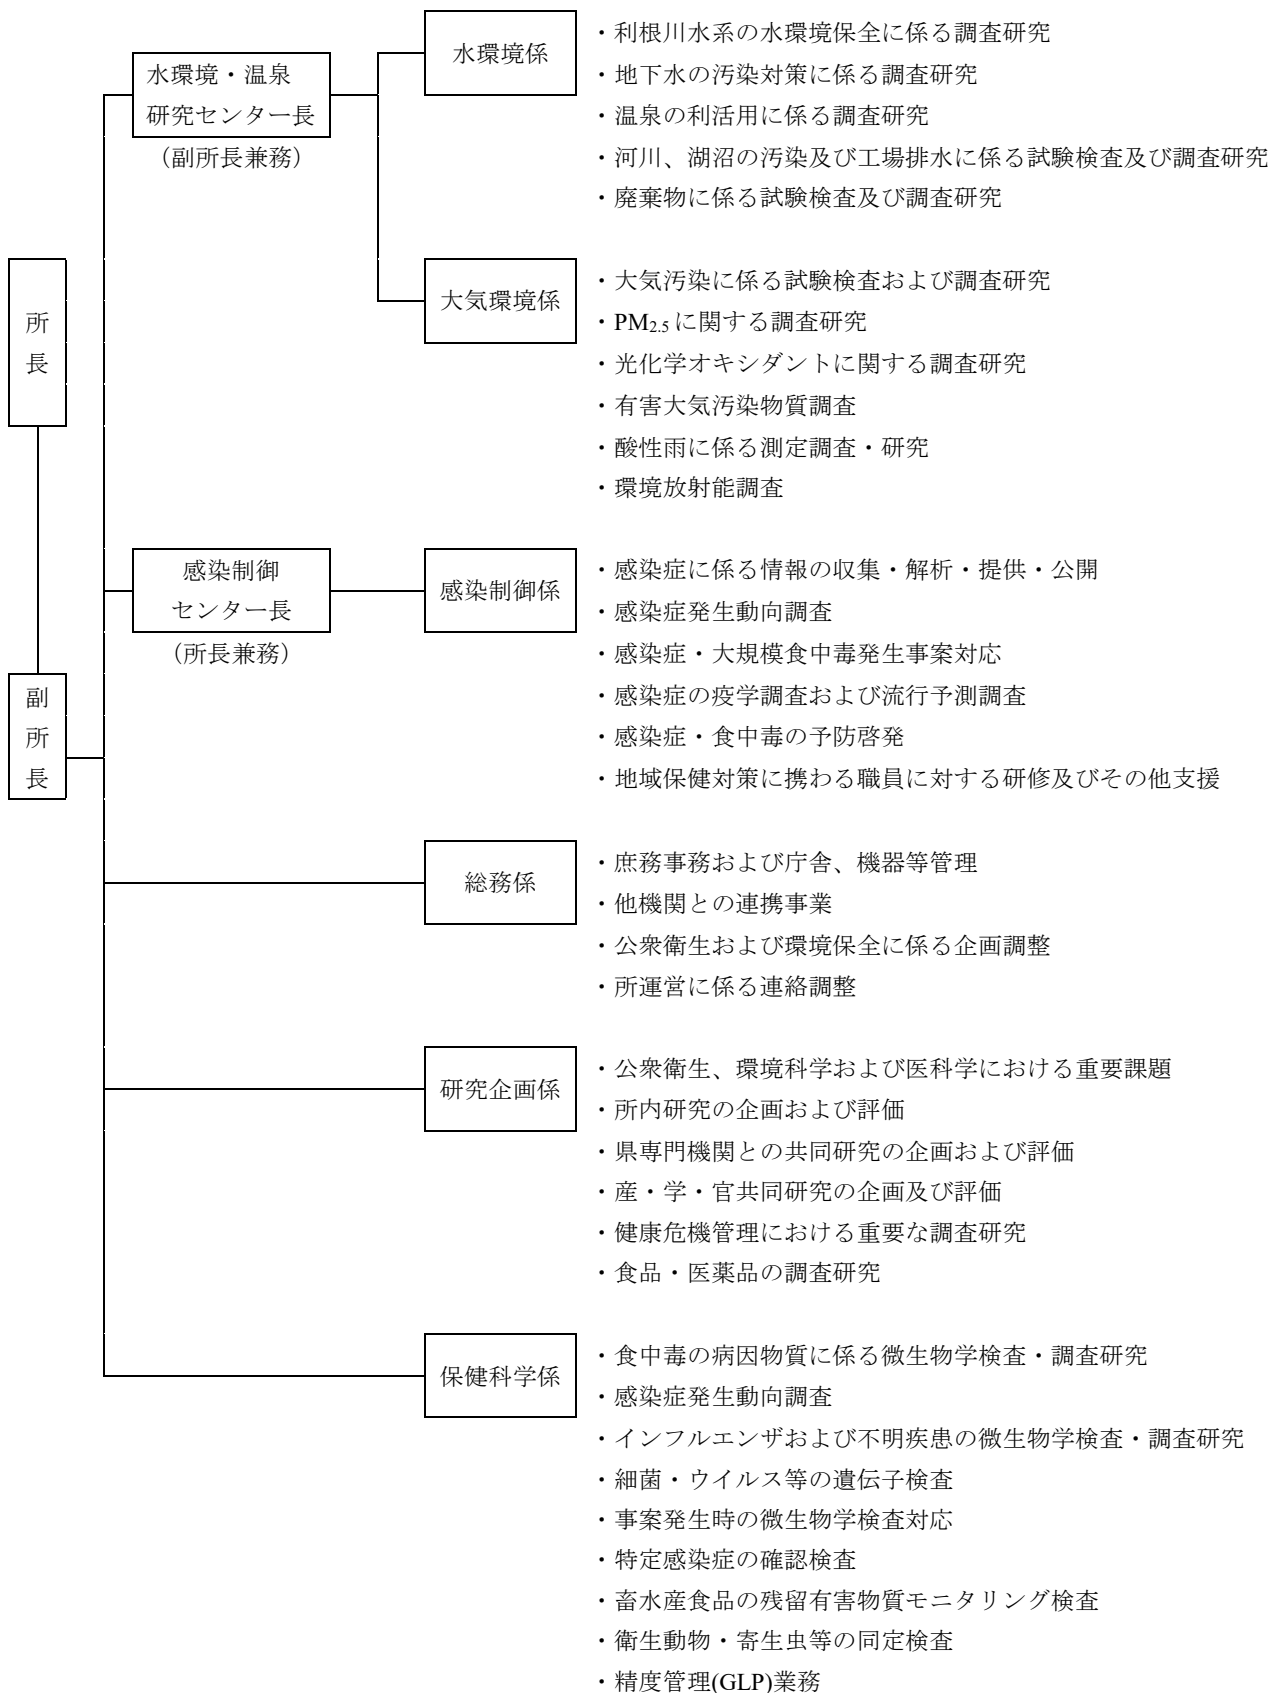 所
長
副
所
長
水環境・温泉
研究センター長
（副所長兼務）
水環境係
・利根川水系の水環境保全に係る調査研究
・地下水の汚染対策に係る調査研究
・温泉の利活用に係る調査研究
・河川、湖沼の汚染及び工場排水に係る試験検査及び調査研究
・廃棄物に係る試験検査及び調査研究
大気環境係
・大気汚染に係る試験検査および調査研究
・PM2.5に関する調査研究
・光化学オキシダントに関する調査研究
・有害大気汚染物質調査
・酸性雨に係る測定調査・研究
・環境放射能調査
感染制御
センター長
（所長兼務）
感染制御係
・感染症に係る情報の収集・解析・提供・公開
・感染症発生動向調査
・感染症・大規模食中毒発生事案対応
・感染症の疫学調査および流行予測調査
・感染症・食中毒の予防啓発
・地域保健対策に携わる職員に対する研修及びその他支援
総務係
・庶務事務および庁舎、機器等管理
・他機関との連携事業
・公衆衛生および環境保全に係る企画調整
・所運営に係る連絡調整
研究企画係
・公衆衛生、環境科学および医科学における重要課題
・所内研究の企画および評価
・県専門機関との共同研究の企画および評価
・産・学・官共同研究の企画及び評価
・健康危機管理における重要な調査研究
・食品・医薬品の調査研究
保健科学係
・食中毒の病因物質に係る微生物学検査・調査研究
・感染症発生動向調査
・インフルエンザおよび不明疾患の微生物学検査・調査研究
・細菌・ウイルス等の遺伝子検査
・事案発生時の微生物学検査対応
・特定感染症の確認検査
・畜水産食品の残留有害物質モニタリング検査
・衛生動物・寄生虫等の同定検査
・精度管理(GLP)業務